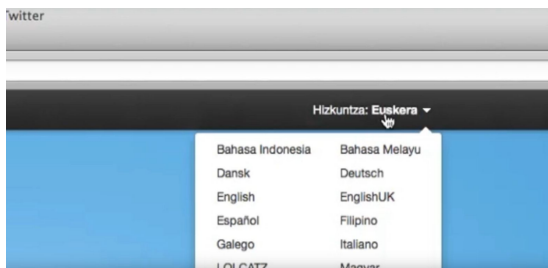 Twitter
Hizkuntza: Euskera
Bahasa Indonesia Bahasa Melayu
Dansk Deutsch
English EnglishUK
Español Filipino
Galego Italiano
LOLCATZ Magyar